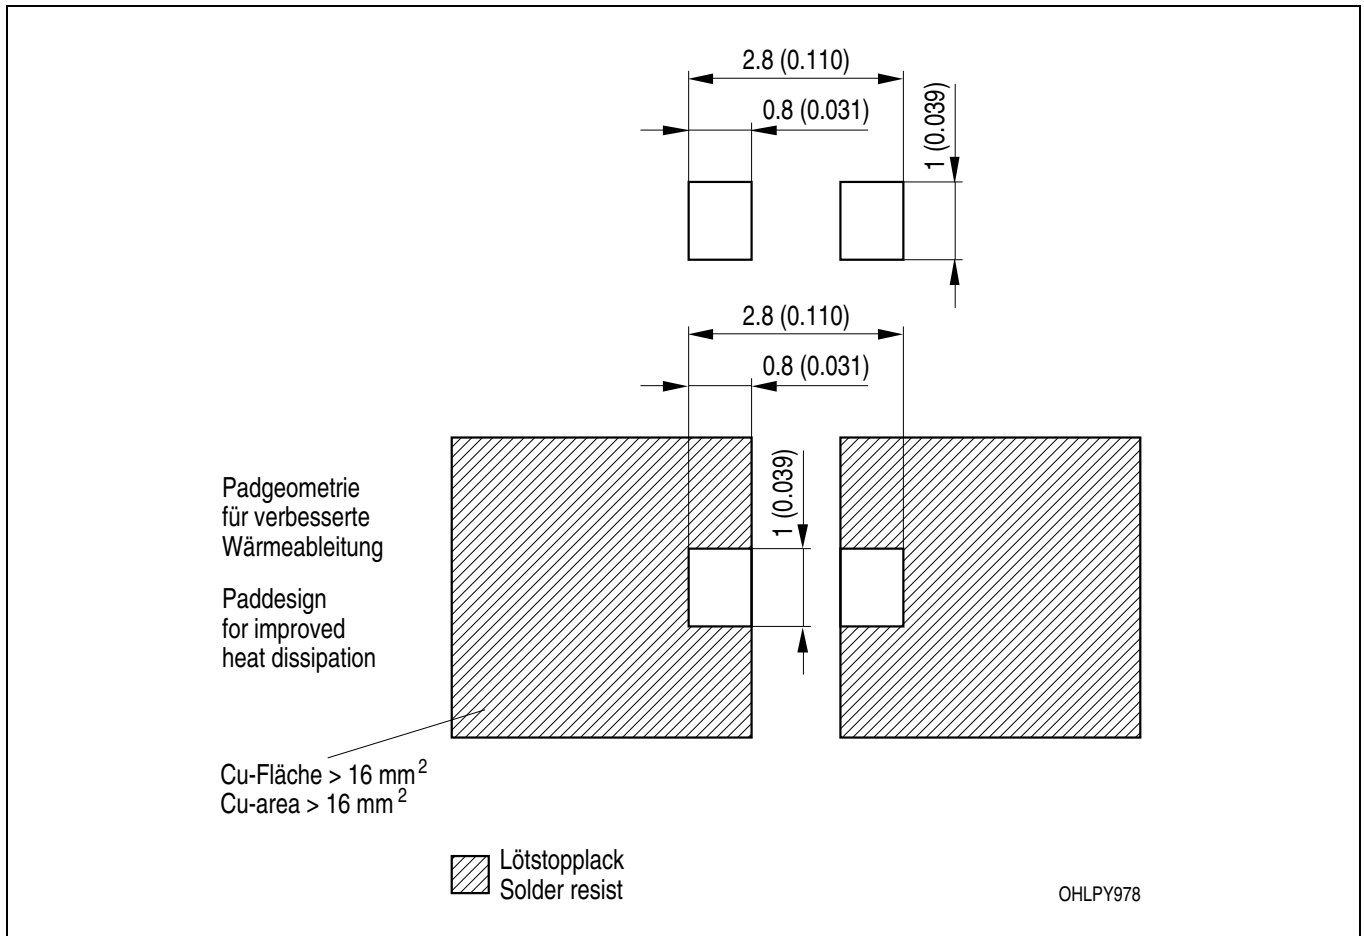 2.8 (0.110)
0.8 (0.031)
1 (0.039)
2.8 (0.110)
0.8 (0.031)
1 (0.039)
Padgeometrie
für verbesserte
Wärmeableitung
Paddesign
for improved
heat dissipation
Cu-Fläche > 16 mm²
Cu-area > 16 mm²
Lötstopplack
Solder resist
OHLPY978